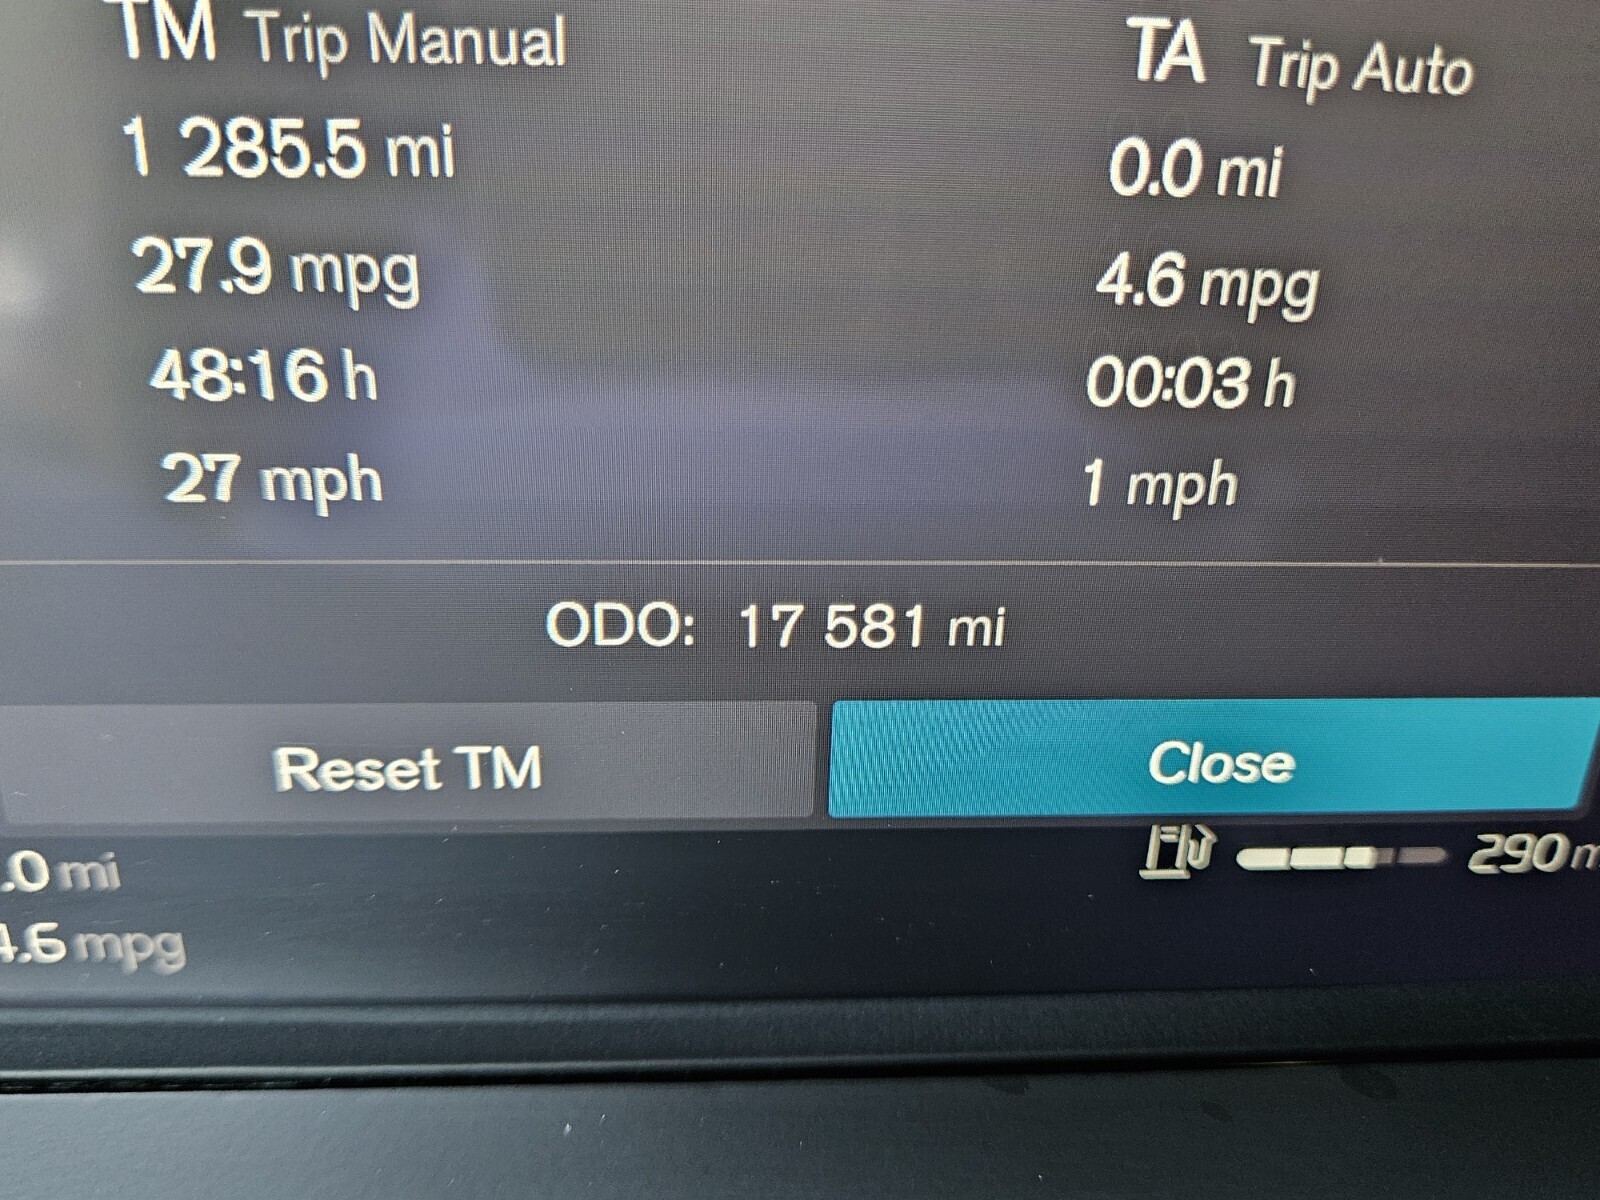 TM Trip Manual
1 285.5 mi
27.9 mpg
48:16 h
27 mph
TA Trip Auto
0.0 mi
4.6 mpg
00:03 h
1 mph
ODO: 17 581 mi
Reset TM
Close
.0 mi
4.6 mpg
290 m